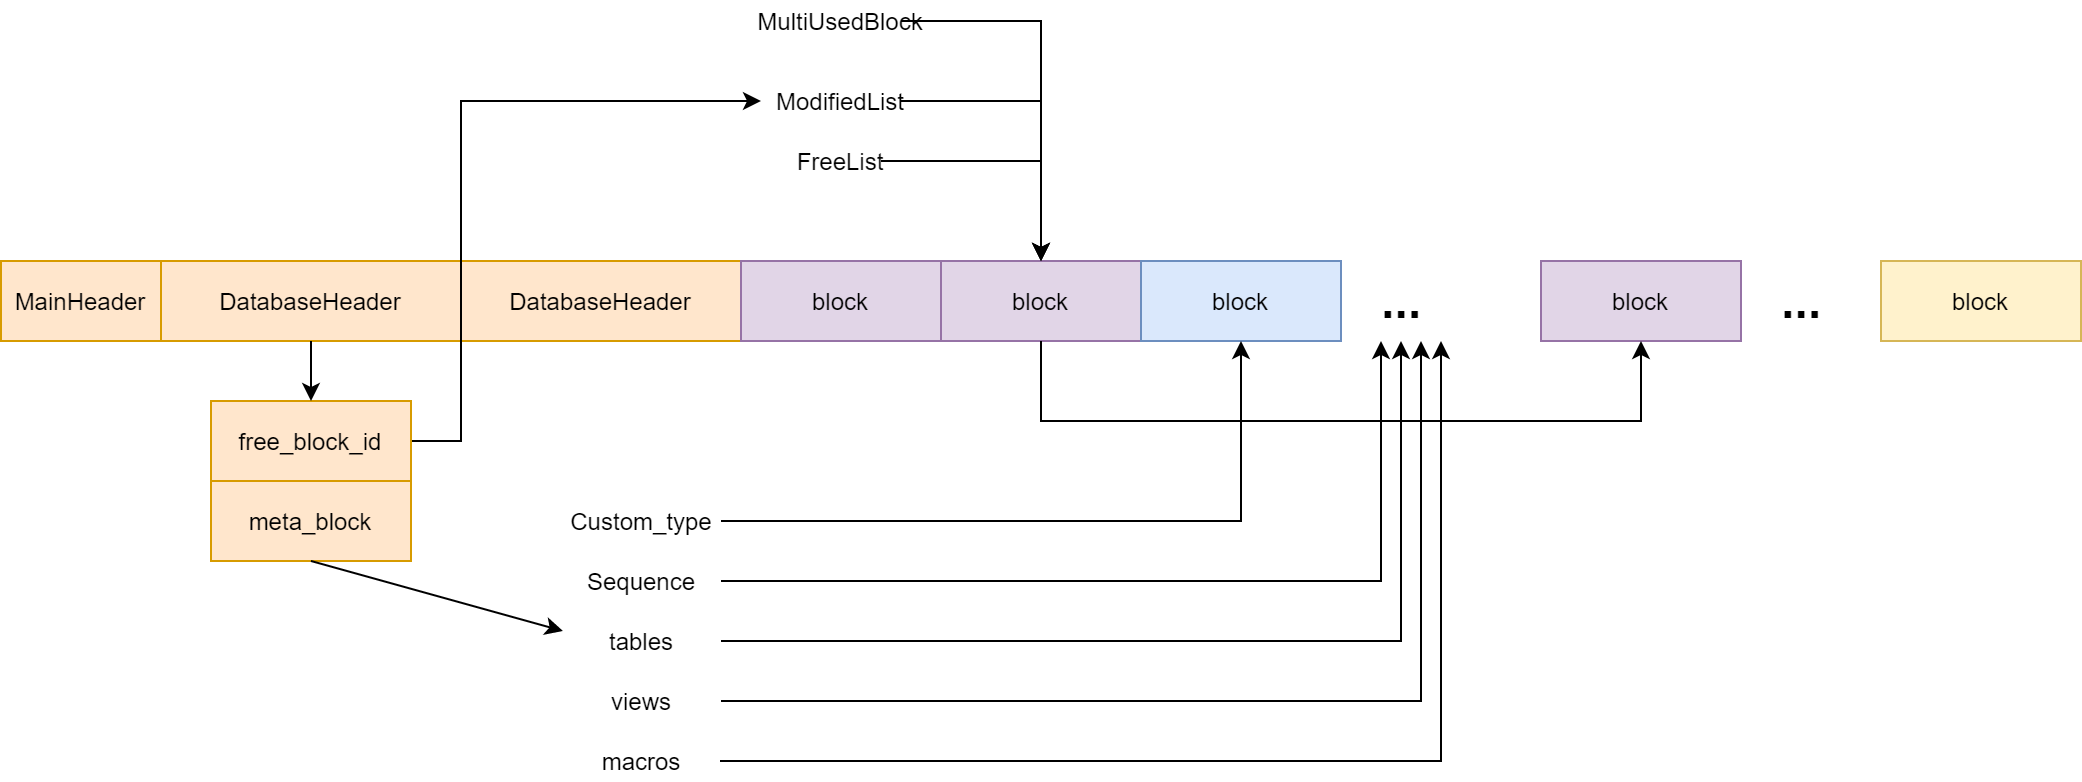 MultiUsedBlock
ModifiedList
FreeList
MainHeader DatabaseHeader DatabaseHeader block block block ... block ... block
free_block_id
meta_block
Custom_type
Sequence
tables
views
macros